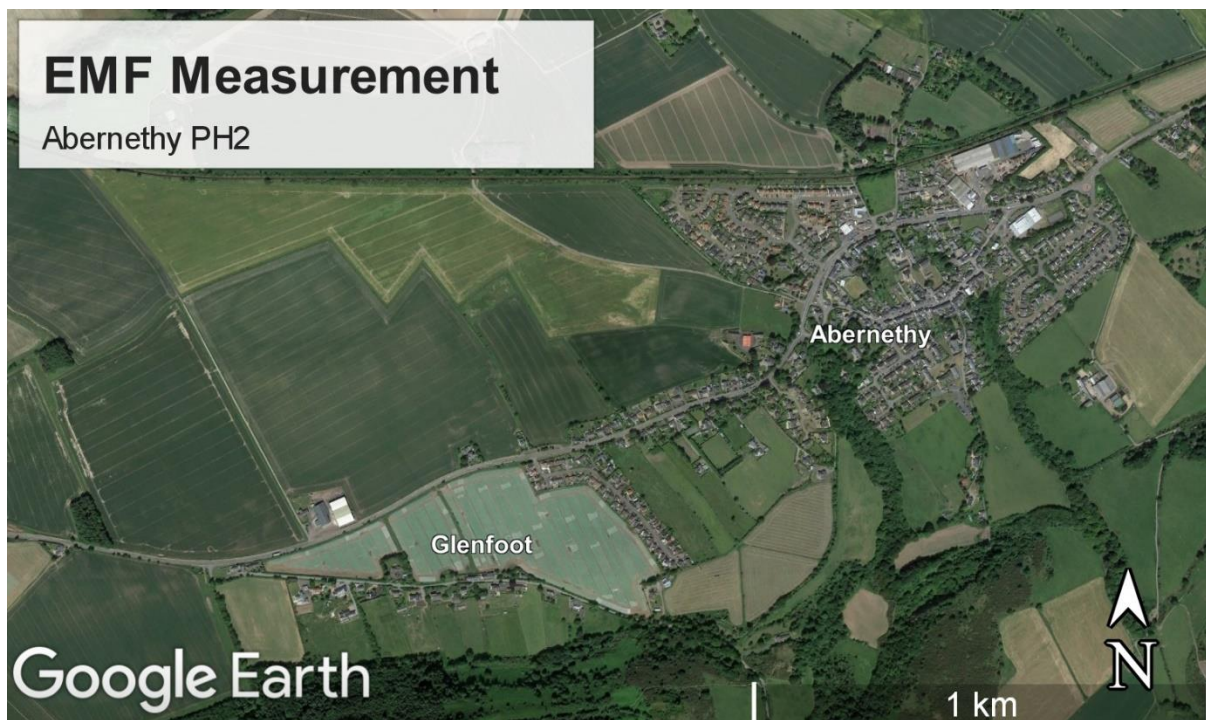 EMF Measurement
Abernethy PH2
Abernethy
Glenfoot
Google Earth
N
1 km